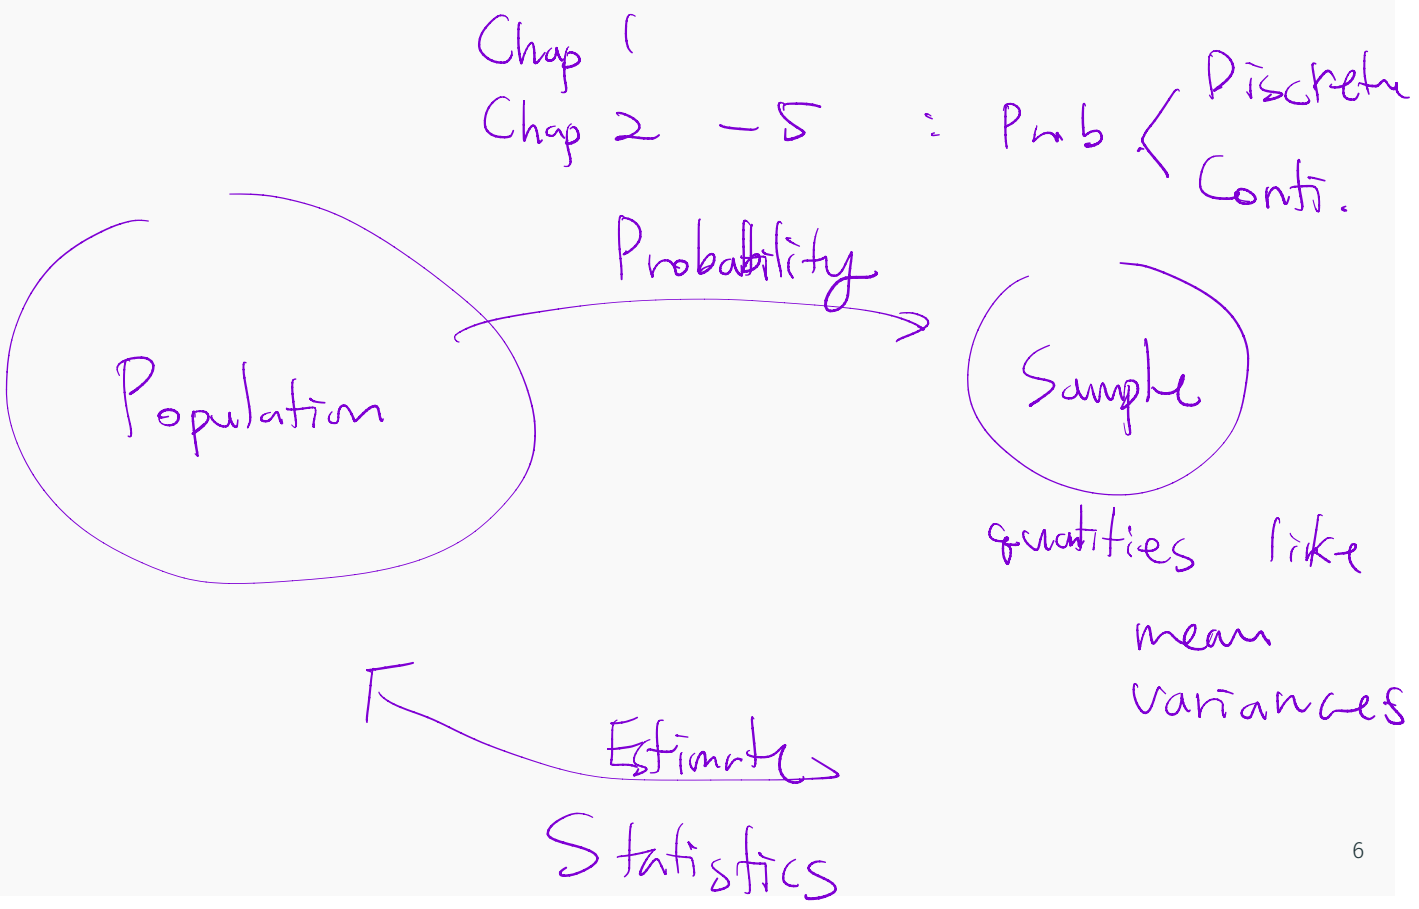 Chap 1
Chap 2 - 5 : Prob. < Discrete
Conti.
Probability
Population
Sample
quatities like
mean
variances
Estimate
Statistics
6